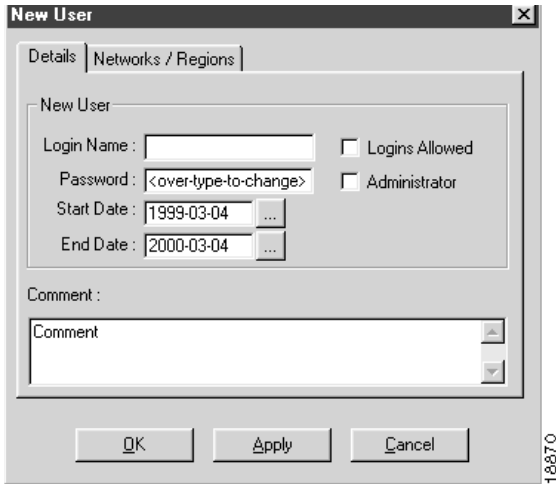 New User
Details Networks / Regions
New User
Login Name :
Logins Allowed
Password : <over-type-to-change>
Administrator
Start Date : 1999-03-04 ...
End Date : 2000-03-04 ...
Comment :
Comment
OK Apply Cancel
18870